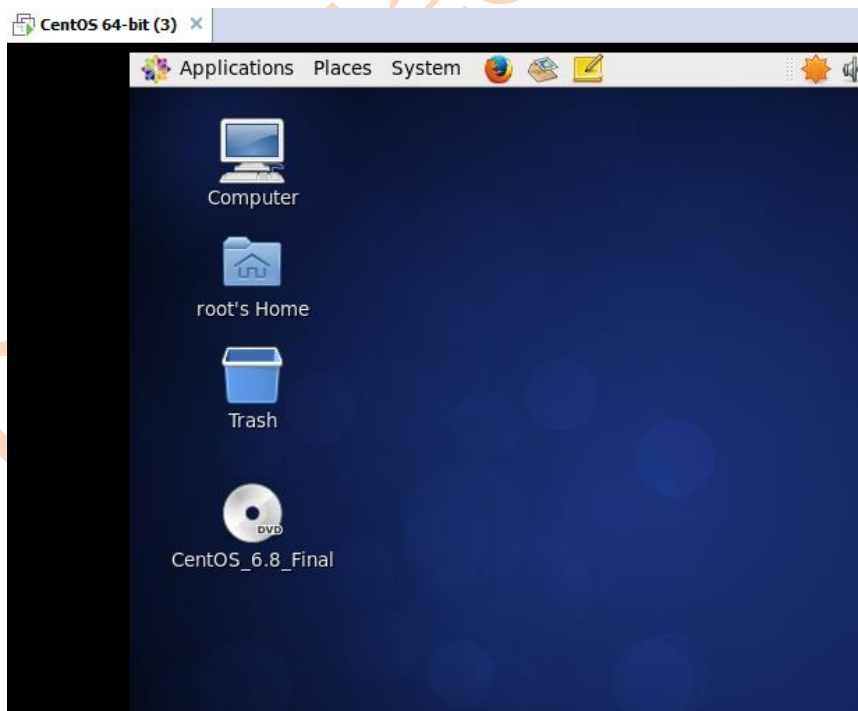 CentOS 64-bit (3) ×
Applications Places System
Computer
root's Home
Trash
DVD
CentOS_6.8_Final